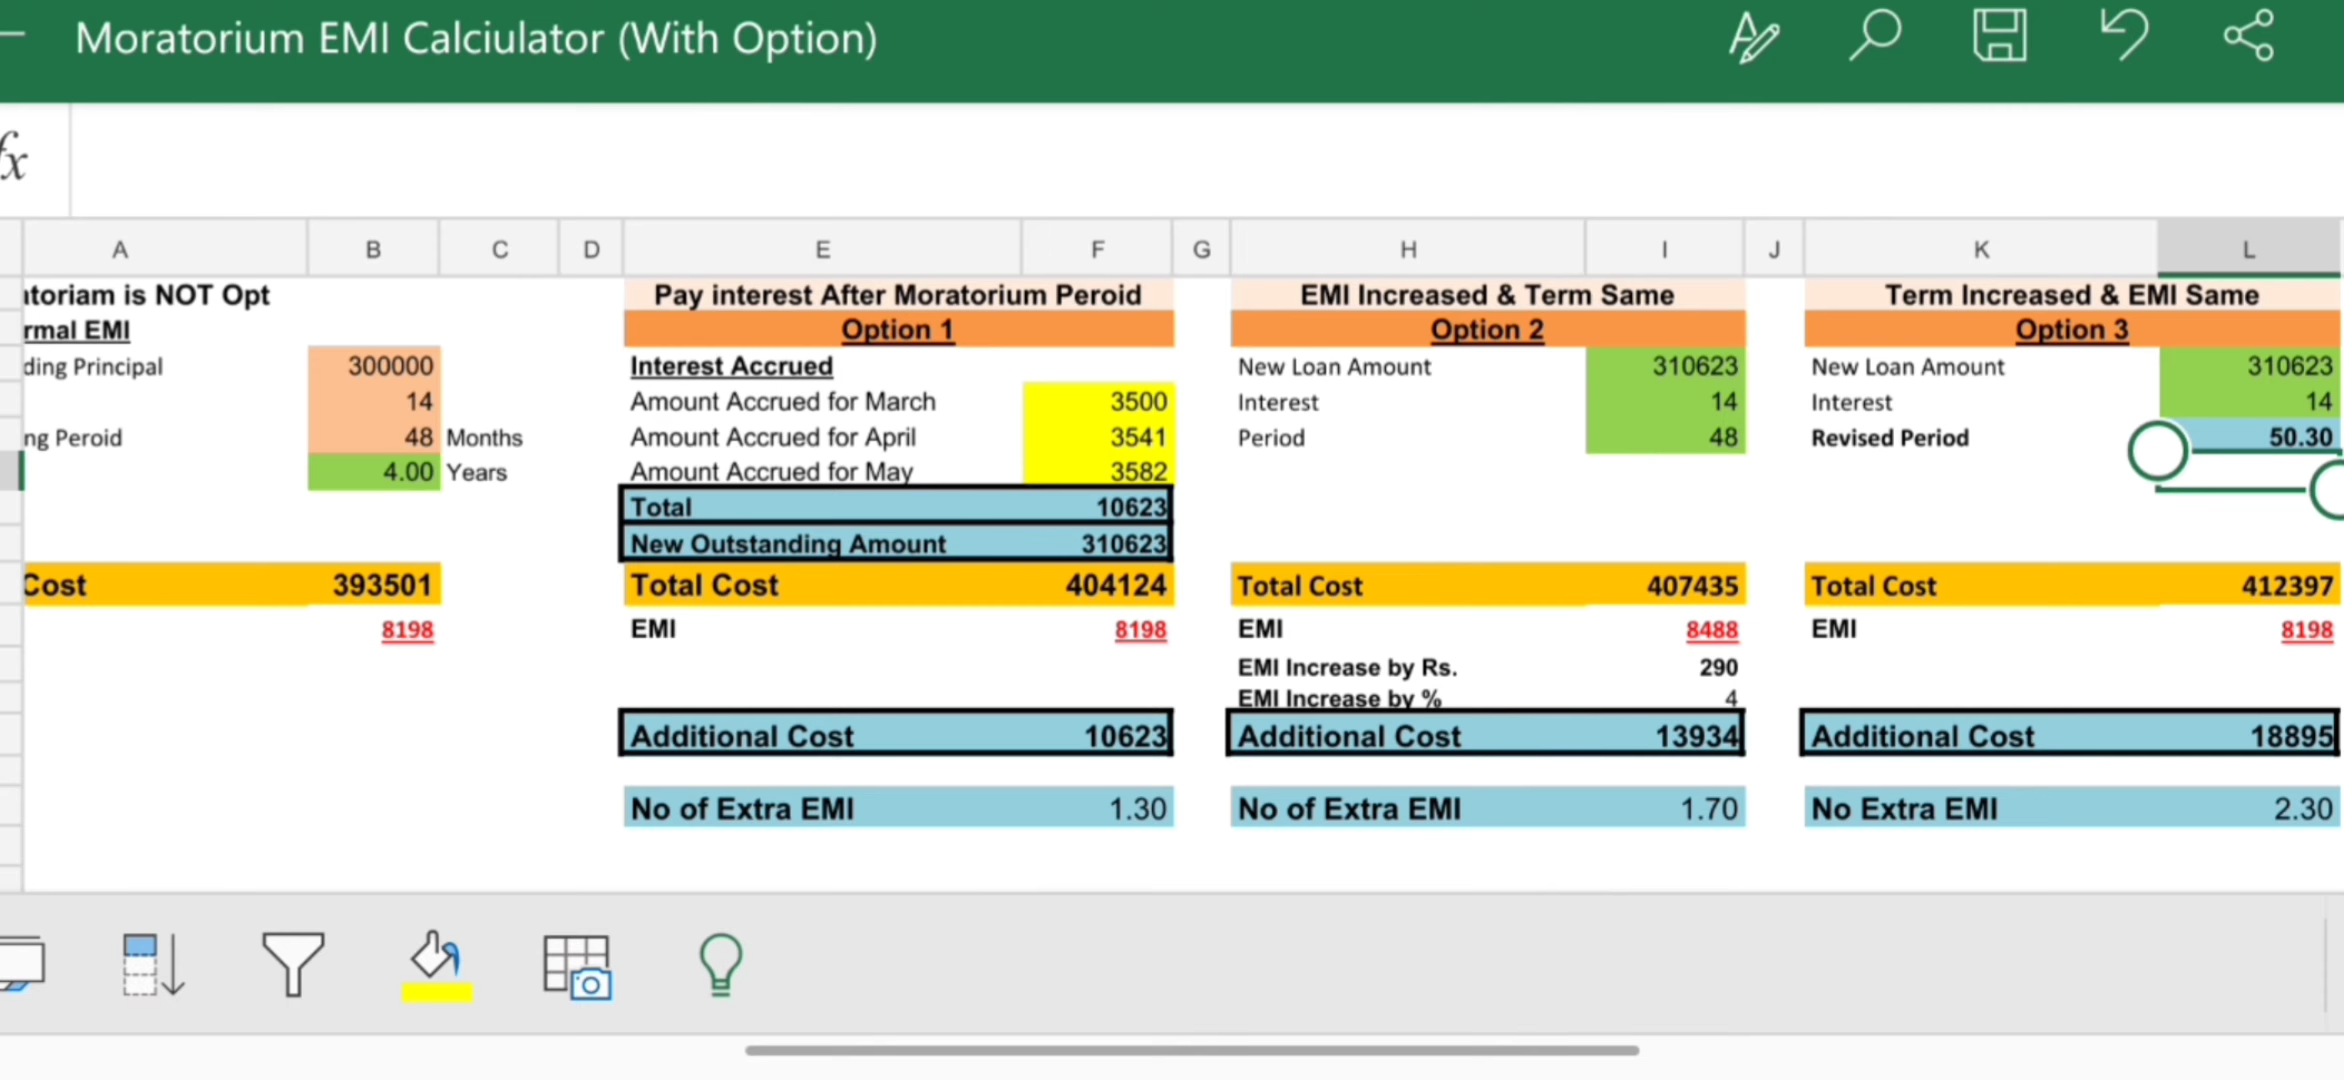 Moratorium EMI Calciulator (With Option)
fx
A B C D E F G H I J K L
toriam is NOT Opt Pay interest After Moratorium Peroid EMI Increased & Term Same Term Increased & EMI Same
rmal EMI Option 1 Option 2 Option 3
ding Principal 300000 Interest Accrued New Loan Amount 310623 New Loan Amount 310623
14 Amount Accrued for March 3500 Interest 14 Interest 14
ng Peroid 48 Months Amount Accrued for April 3541 Period 48 Revised Period 50.30
4.00 Years Amount Accrued for May 3582
Total 10623
New Outstanding Amount 310623
Cost 393501 Total Cost 404124 Total Cost 407435 Total Cost 412397
8198 EMI 8198 EMI 8488 EMI 8198
EMI Increase by Rs. 290
EMI Increase by % 4
Additional Cost 10623 Additional Cost 13934 Additional Cost 18895
No of Extra EMI 1.30 No of Extra EMI 1.70 No Extra EMI 2.30